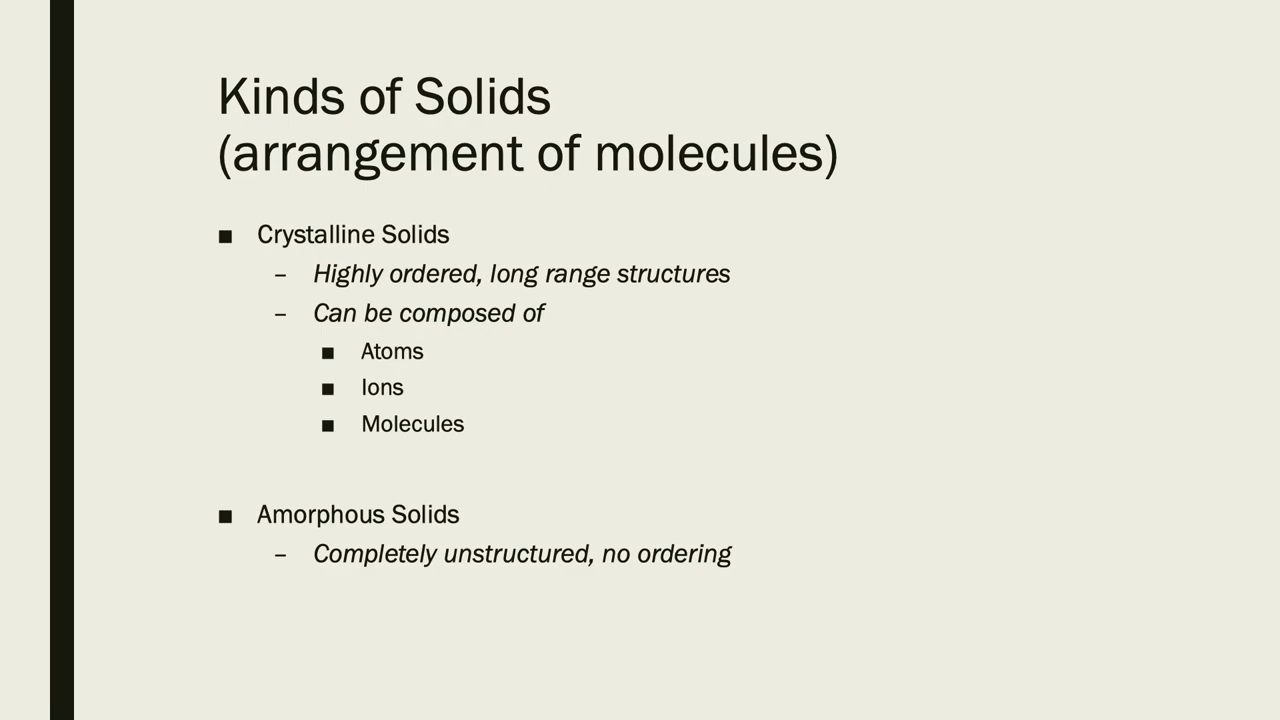 Kinds of Solids
(arrangement of molecules)
■ Crystalline Solids
– Highly ordered, long range structures
– Can be composed of
■ Atoms
■ Ions
■ Molecules
■ Amorphous Solids
– Completely unstructured, no ordering